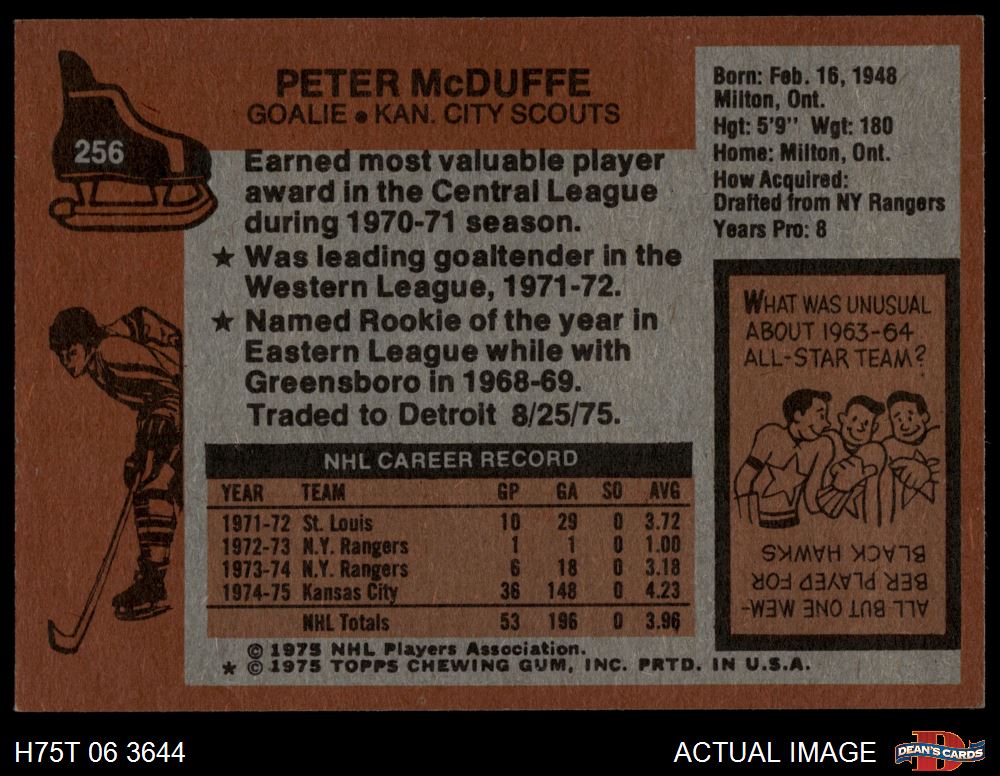 256
PETER McDUFFE
GOALIE • KAN. CITY SCOUTS
Earned most valuable player
award in the Central League
during 1970-71 season.
★ Was leading goaltender in the
Western League, 1971-72.
★ Named Rookie of the year in
Eastern League while with
Greensboro in 1968-69.
Traded to Detroit 8/25/75.
Born: Feb. 16, 1948
Milton, Ont.
Hgt: 5'9" Wgt: 180
Home: Milton, Ont.
How Acquired:
Drafted from NY Rangers
Years Pro: 8
WHAT WAS UNUSUAL
ABOUT 1963-64
ALL-STAR TEAM?
ALL BUT ONE MEM-
BER PLAYED FOR
BLACK HAWKS
NHL CAREER RECORD
YEAR TEAM GP GA SO AVG
1971-72 St. Louis 10 29 0 3.72
1972-73 N.Y. Rangers 1 1 0 1.00
1973-74 N.Y. Rangers 6 18 0 3.18
1974-75 Kansas City 36 148 0 4.23
NHL Totals 53 196 0 3.96
© 1975 NHL Players Association.
★ © 1975 TOPPS CHEWING GUM, INC. PRTD. IN U.S.A.
H75T 06 3644
ACTUAL IMAGE
D
DEAN'S CARDS